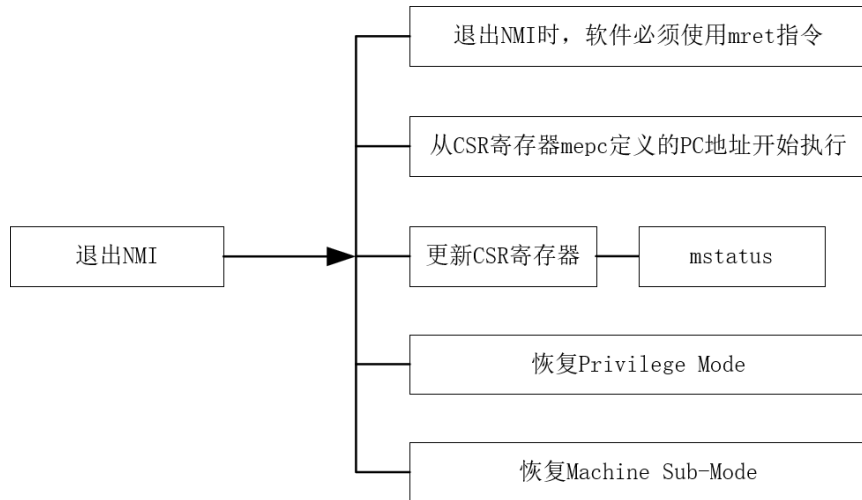 退出NMI时，软件必须使用mret指令
从CSR寄存器mepc定义的PC地址开始执行
退出NMI
更新CSR寄存器
mstatus
恢复Privilege Mode
恢复Machine Sub-Mode